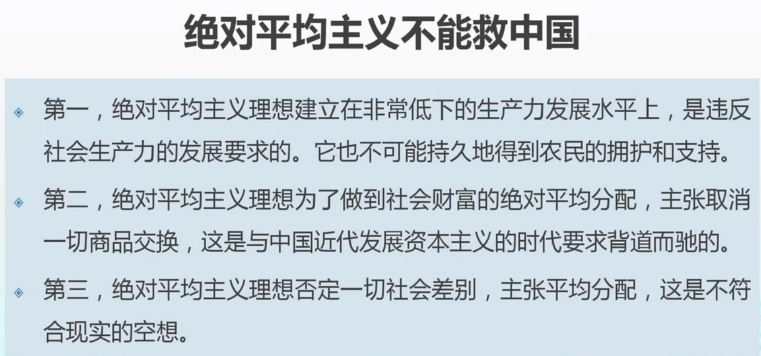 绝对平均主义不能救中国
第一，绝对平均主义理想建立在非常低下的生产力发展水平上，是违反
社会生产力的发展要求的。它也不可能持久地得到农民的拥护和支持。
第二，绝对平均主义理想为了做到社会财富的绝对平均分配，主张取消
一切商品交换，这是与中国近代发展资本主义的时代要求背道而驰的。
第三，绝对平均主义理想否定一切社会差别，主张平均分配，这是不符
合现实的空想。